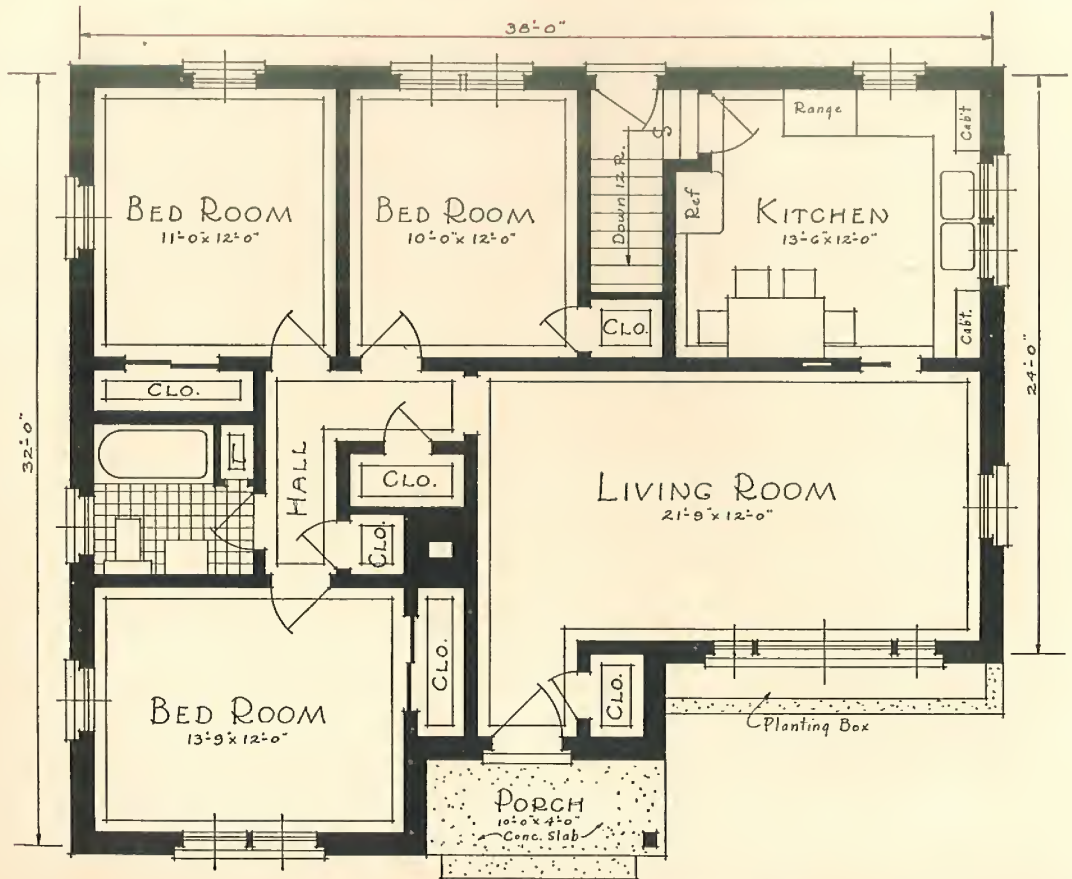 38'-0"
BED ROOM
11'-0" x 12'-0"
BED ROOM
10'-0" x 12'-0"
Down 12 R.
S
Ref
Range
Cab't
KITCHEN
13'-6" x 12'-0"
CLO.
Cab't.
32'-0"
24'-0"
CLO.
HALL
CLO.
CLO.
LIVING ROOM
21'-9" x 12'-0"
BED ROOM
13'-9" x 12'-0"
CLO.
CLO.
Planting Box
PORCH
10'-0" x 4'-0"
Conc. Slab